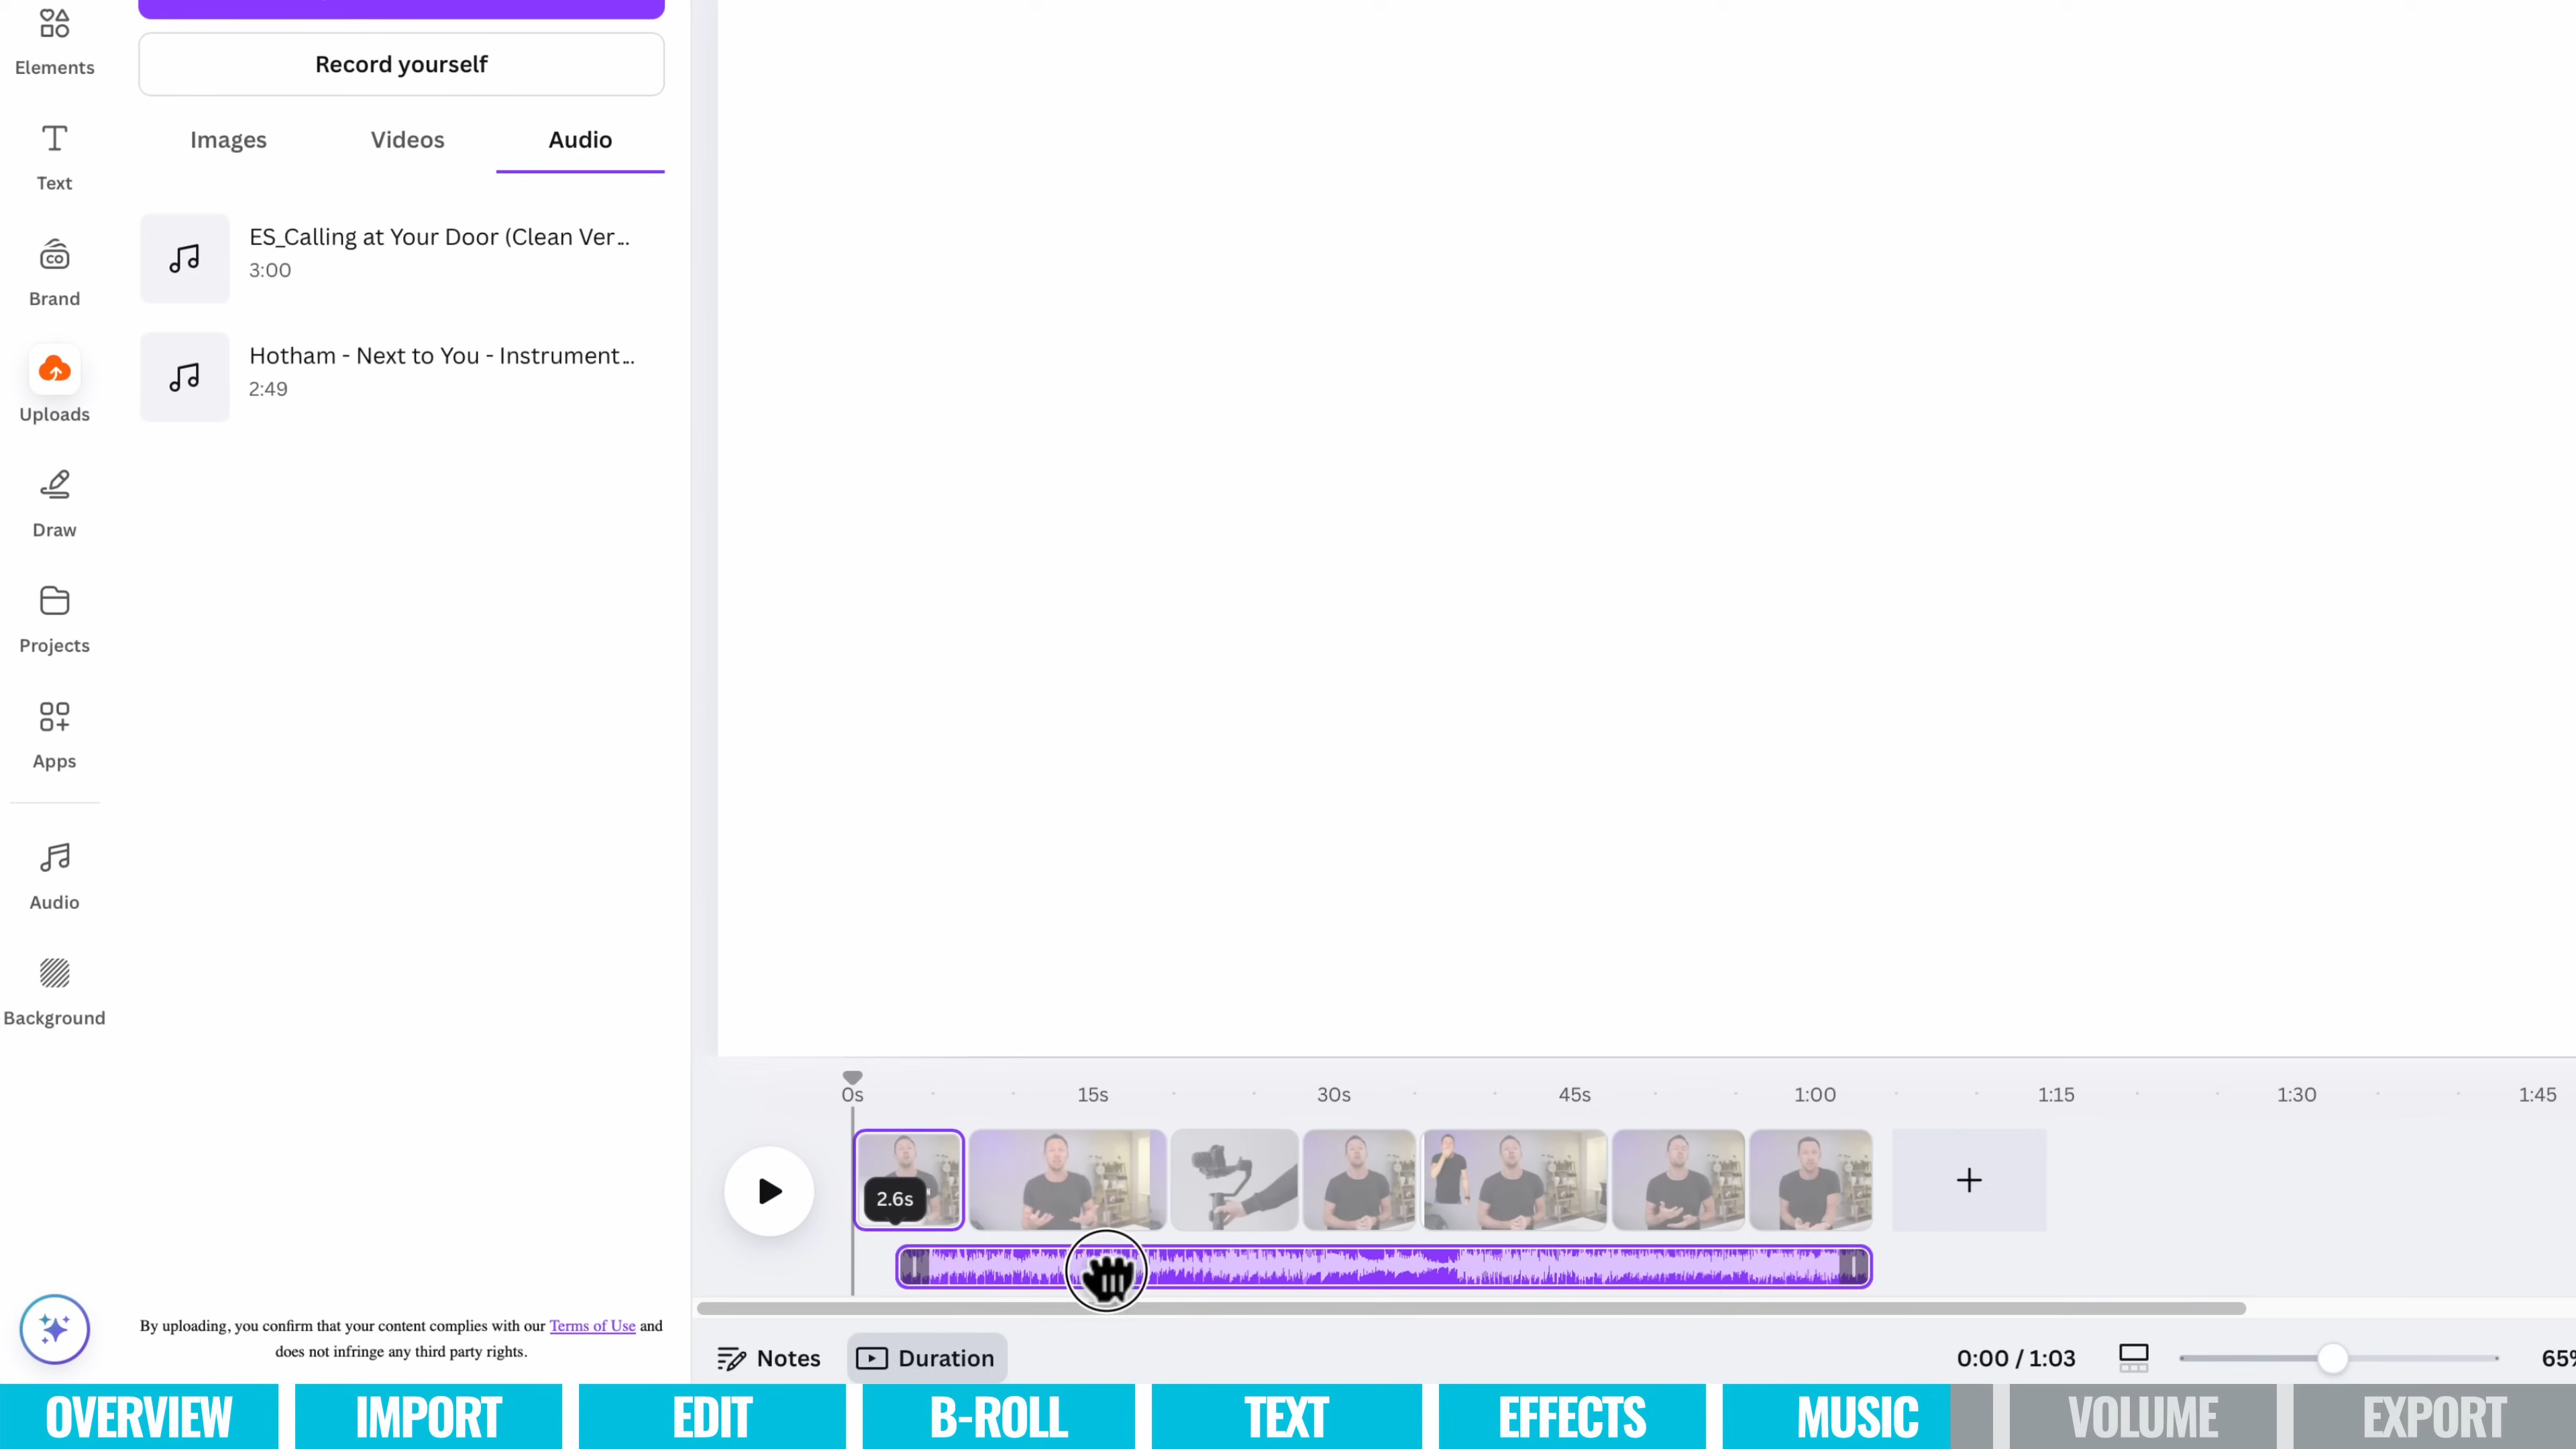 Elements
Text
Brand
CO
Uploads
Draw
Projects
Apps
Audio
Background
Record yourself
Images Videos Audio
ES_Calling at Your Door (Clean Ver...
3:00
Hotham - Next to You - Instrument...
2:49
By uploading, you confirm that your content complies with our Terms of Use and
does not infringe any third party rights.
0s 15s 30s 45s 1:00 1:15 1:30 1:45
2.6s
Notes Duration 0:00 / 1:03 65%
OVERVIEW IMPORT EDIT B-ROLL TEXT EFFECTS MUSIC VOLUME EXPORT